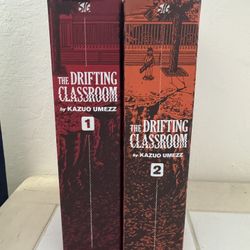 THE DRIFTING
CLASSROOM
by KAZUO UMEZZ
1
THE DRIFTING
CLASSROOM
by KAZUO UMEZZ
2